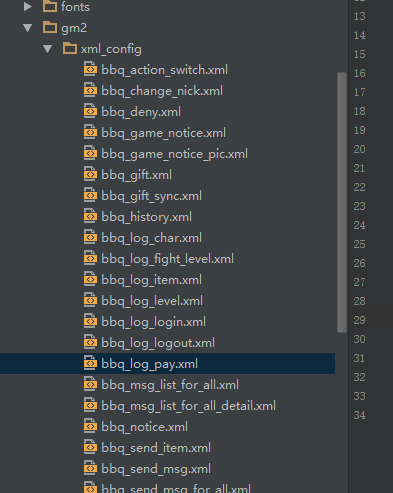 fonts
gm2
xml_config
bbq_action_switch.xml
bbq_change_nick.xml
bbq_deny.xml
bbq_game_notice.xml
bbq_game_notice_pic.xml
bbq_gift.xml
bbq_gift_sync.xml
bbq_history.xml
bbq_log_char.xml
bbq_log_fight_level.xml
bbq_log_item.xml
bbq_log_level.xml
bbq_log_login.xml
bbq_log_logout.xml
bbq_log_pay.xml
bbq_msg_list_for_all.xml
bbq_msg_list_for_all_detail.xml
bbq_notice.xml
bbq_send_item.xml
bbq_send_msg.xml
bbq_send_msg_for_all.xml
13
14
15
16
17
18
19
20
21
22
23
24
25
26
27
28
29
30
31
32
33
34